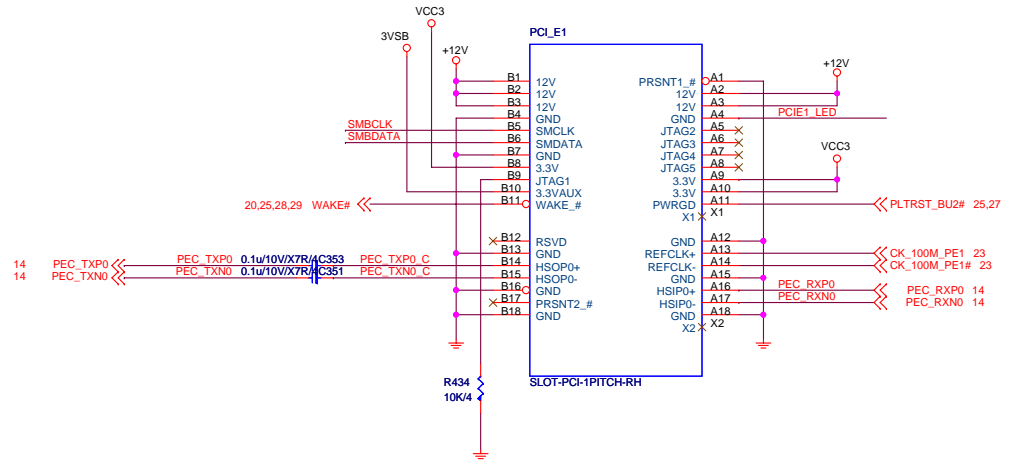 VCC3
3VSB
+12V
PCI_E1
+12V
B1 12V PRSNT1_# A1
B2 12V 12V A2
B3 12V 12V A3
B4 GND GND A4 PCIE1_LED
SMBCLK B5 SMCLK JTAG2 A5
SMBDATA B6 SMDATA JTAG3 A6
B7 GND JTAG4 A7
B8 3.3V JTAG5 A8
VCC3
B9 JTAG1 3.3V A9
B10 3.3VAUX 3.3V A10
20,25,28,29 WAKE# B11 WAKE_# PWRGD A11 PLTRST_BU2# 25,27
X1 X1
B12 RSVD GND A12
B13 GND REFCLK+ A13 CK_100M_PE1 23
14 PEC_TXP0 PEC_TXP0 0.1u/10V/X7R/4C353 PEC_TXP0_C B14 HSOP0+ REFCLK- A14 CK_100M_PE1# 23
14 PEC_TXN0 PEC_TXN0 0.1u/10V/X7R/4C351 PEC_TXN0_C B15 HSOP0- GND A15
B16 GND HSIP0+ A16 PEC_RXP0 PEC_RXP0 14
B17 PRSNT2_# HSIP0- A17 PEC_RXN0 PEC_RXN0 14
B18 GND GND A18
X2 X2
R434
10K/4
SLOT-PCI-1PITCH-RH